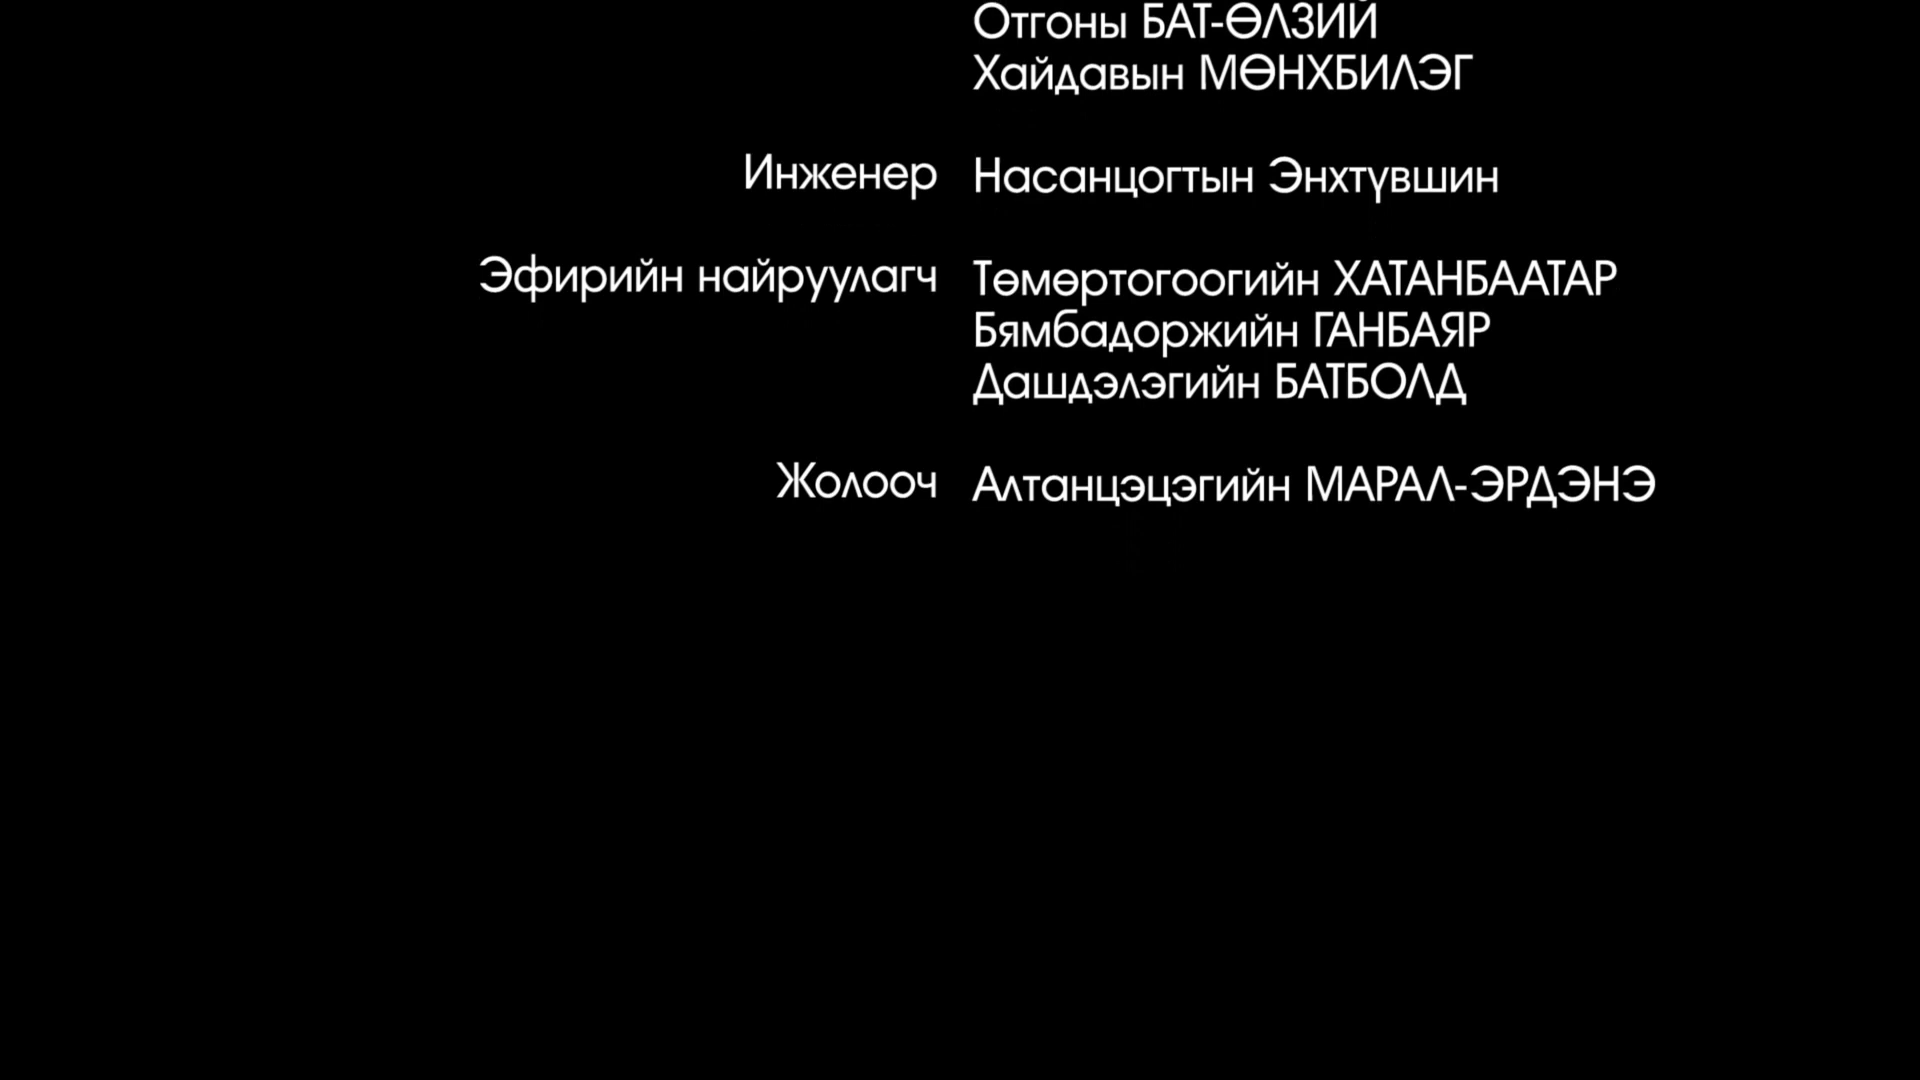 Отгоны БАТ-ӨЛЗИЙ
Хайдавын МӨНХБИЛЭГ
Инженер Насанцогтын Энхтүвшин
Эфирийн найруулагч Төмөртогоогийн ХАТАНБААТАР
Бямбадоржийн ГАНБАЯР
Дашдэлэгийн БАТБОЛД
Жолооч Алтанцэцэгийн МАРАЛ-ЭРДЭНЭ